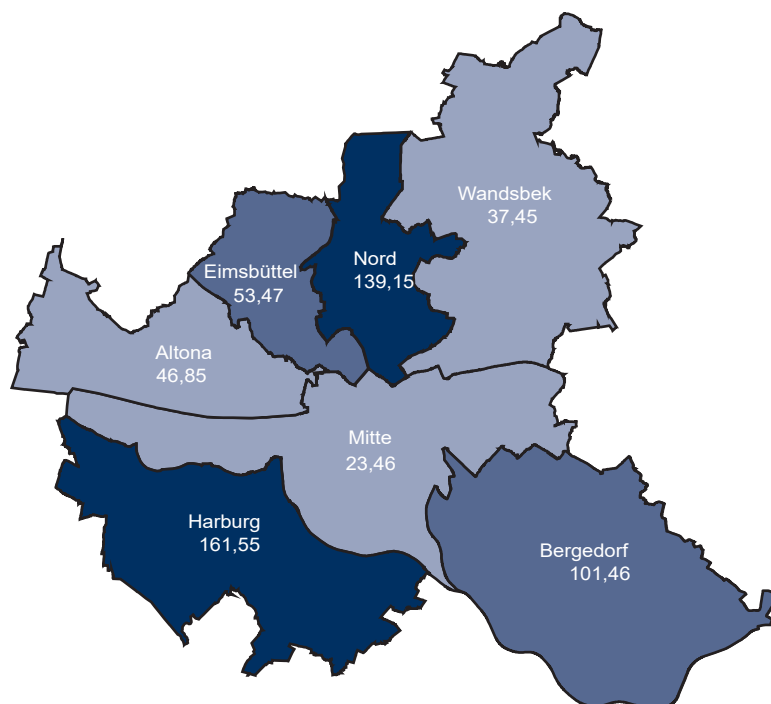 Wandsbek
37,45
Nord
139,15
Eimsbüttel
53,47
Altona
46,85
Mitte
23,46
Harburg
161,55
Bergedorf
101,46